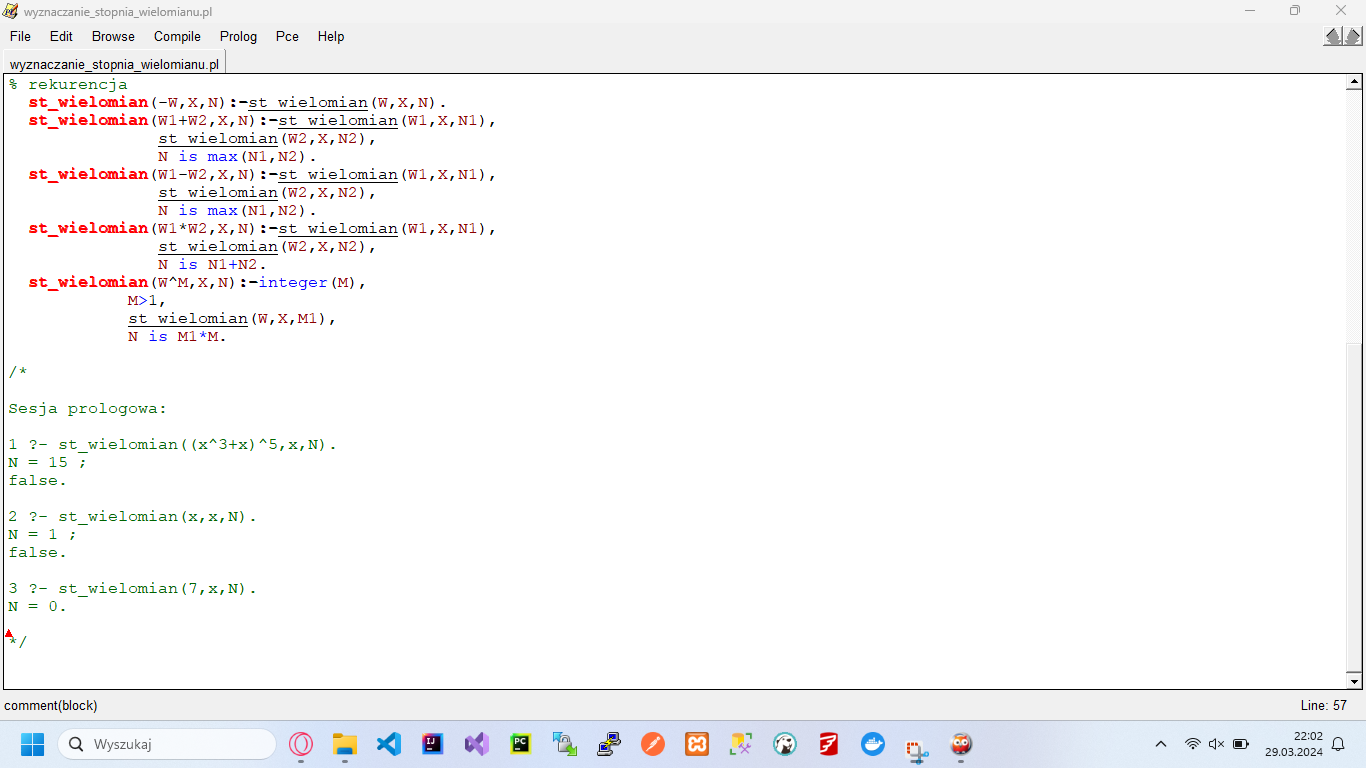 wyznaczanie_stopnia_wielomianu.pl
File Edit Browse Compile Prolog Pce Help
wyznaczanie_stopnia_wielomianu.pl
% rekurencja
st_wielomian(-W,X,N):-st_wielomian(W,X,N).
st_wielomian(W1+W2,X,N):-st_wielomian(W1,X,N1),
st_wielomian(W2,X,N2),
N is max(N1,N2).
st_wielomian(W1-W2,X,N):-st_wielomian(W1,X,N1),
st_wielomian(W2,X,N2),
N is max(N1,N2).
st_wielomian(W1*W2,X,N):-st_wielomian(W1,X,N1),
st_wielomian(W2,X,N2),
N is N1+N2.
st_wielomian(W^M,X,N):-integer(M),
M>1,
st_wielomian(W,X,M1),
N is M1*M.
/*
Sesja prologowa:
1 ?- st_wielomian((x^3+x)^5,x,N).
N = 15 ;
false.
2 ?- st_wielomian(x,x,N).
N = 1 ;
false.
3 ?- st_wielomian(7,x,N).
N = 0.
*/
comment(block)
Line: 57
Wyszukaj
22:02
29.03.2024